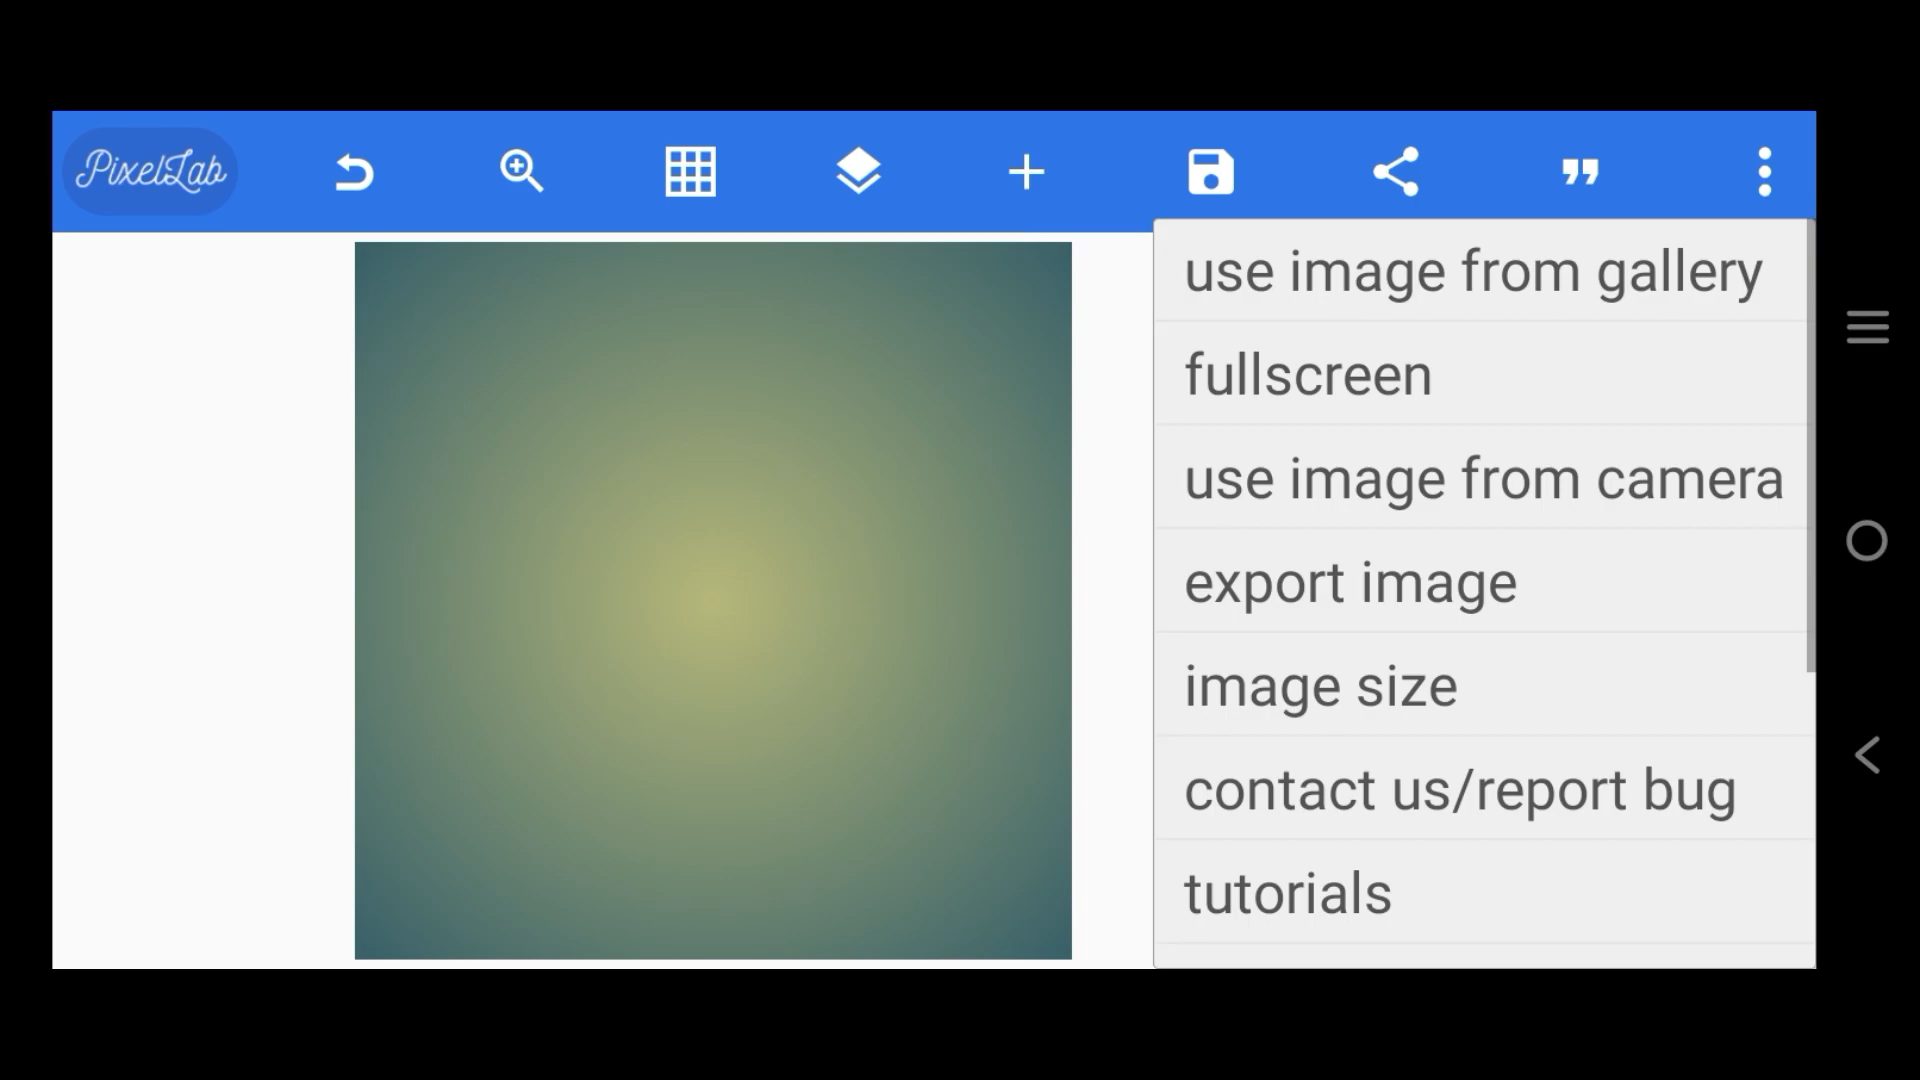 PixelLab
use image from gallery
fullscreen
use image from camera
export image
image size
contact us/report bug
tutorials